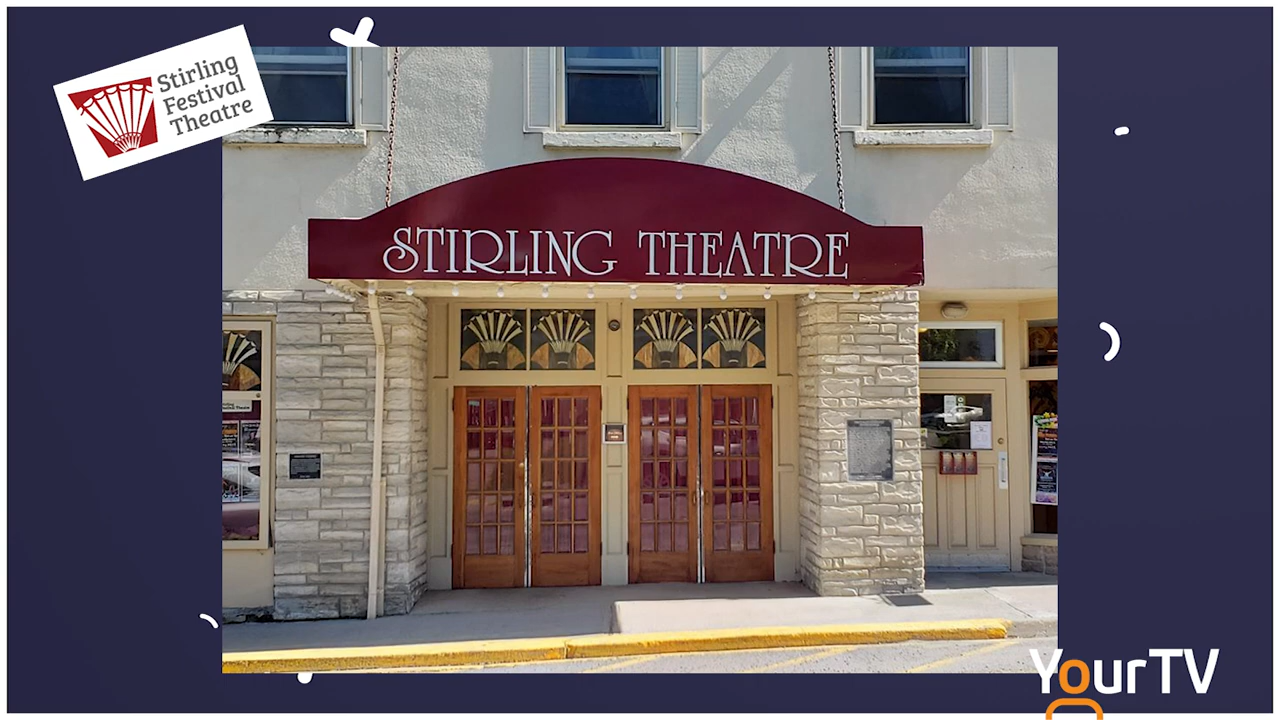 Stirling
Festival
Theatre
STIRLING THEATRE
YourTV